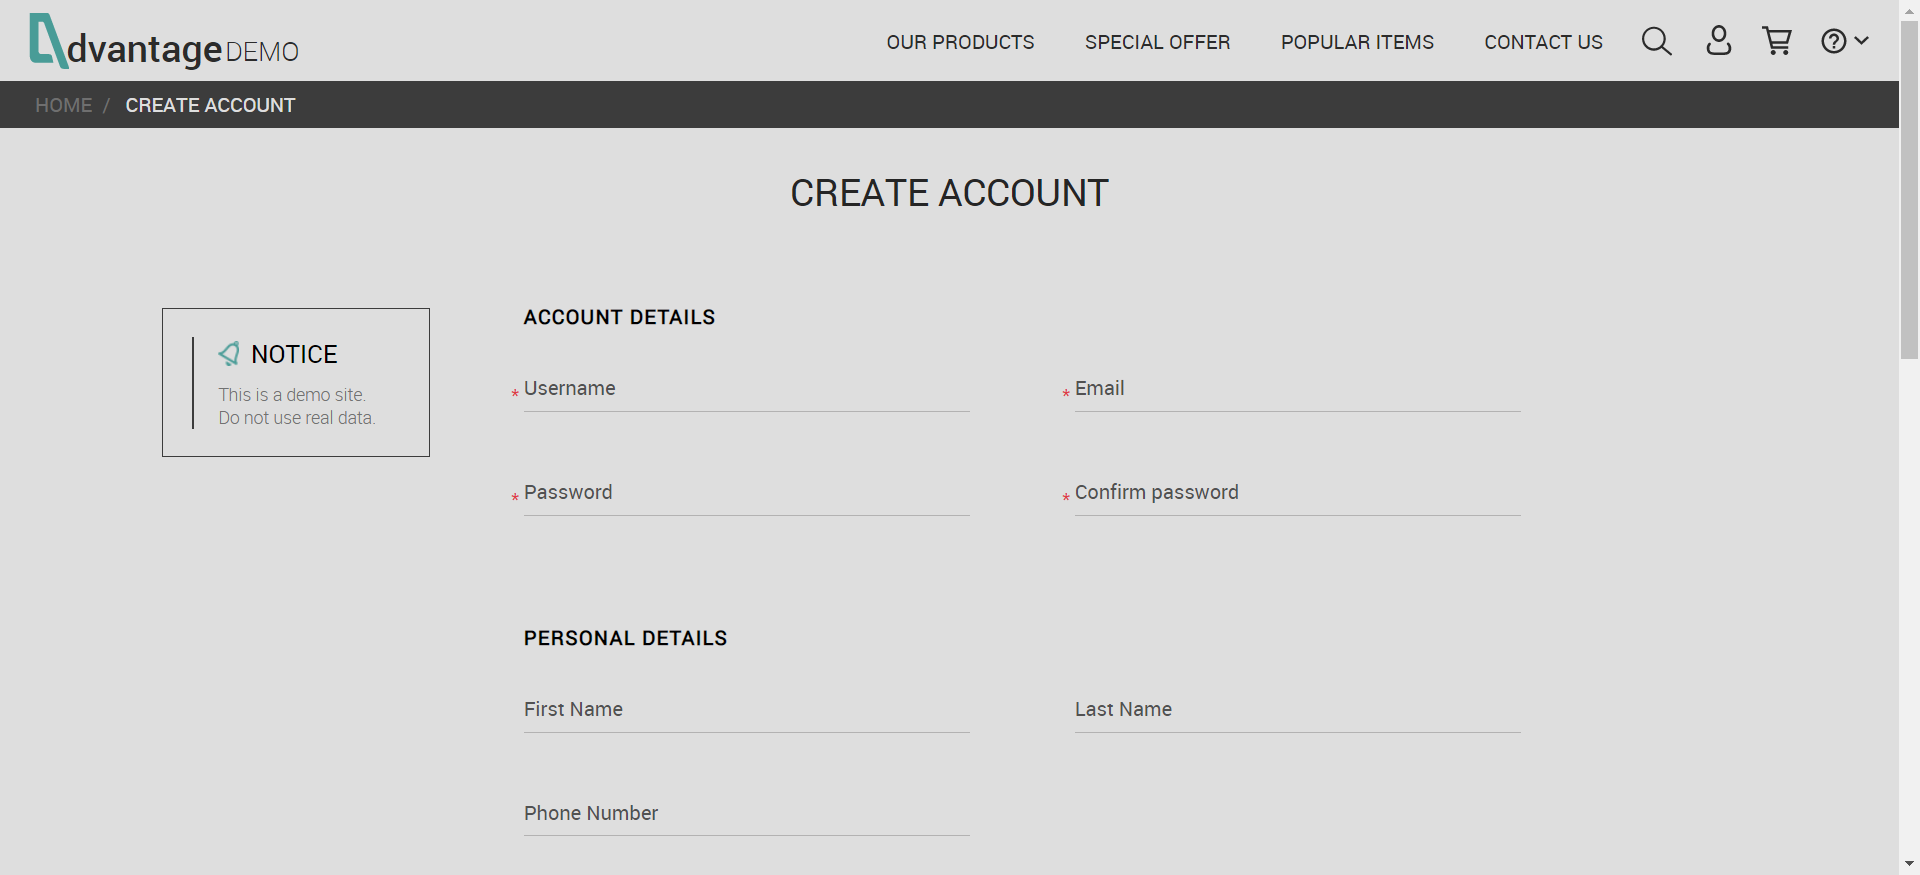 dvantage DEMO
OUR PRODUCTS SPECIAL OFFER POPULAR ITEMS CONTACT US
HOME / CREATE ACCOUNT
CREATE ACCOUNT
NOTICE
This is a demo site.
Do not use real data.
ACCOUNT DETAILS
* Username * Email
* Password * Confirm password
PERSONAL DETAILS
First Name Last Name
Phone Number